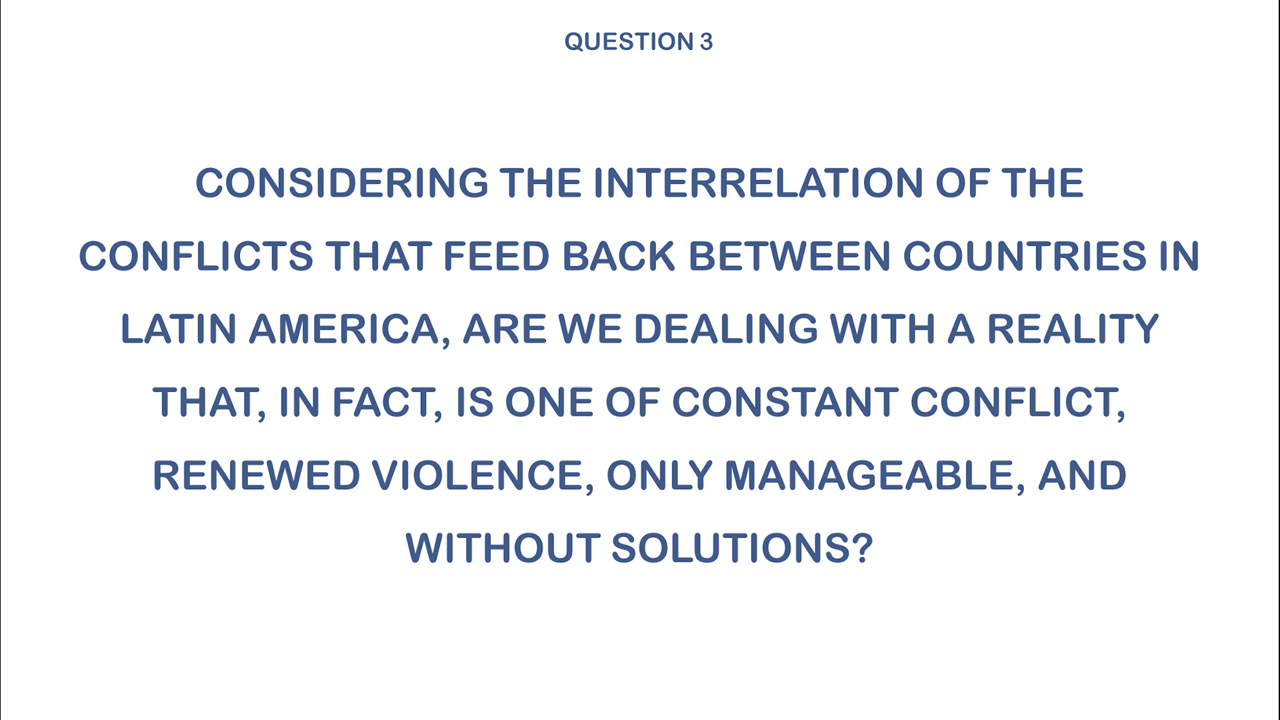 QUESTION 3
CONSIDERING THE INTERRELATION OF THE
CONFLICTS THAT FEED BACK BETWEEN COUNTRIES IN
LATIN AMERICA, ARE WE DEALING WITH A REALITY
THAT, IN FACT, IS ONE OF CONSTANT CONFLICT,
RENEWED VIOLENCE, ONLY MANAGEABLE, AND
WITHOUT SOLUTIONS?